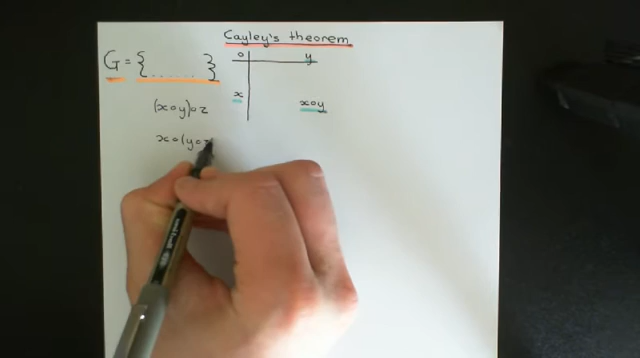 Cayley's theorem
G = { ...... }
o y
x x o y
(x o y) o z
x o (y o z